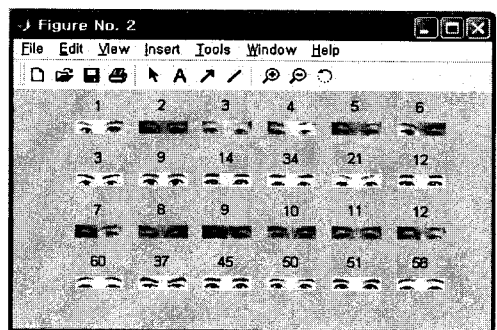 Figure No. 2
File Edit View Insert Tools Window Help
A
1 2 3 4 5 6
3 9 14 34 21 12
7 8 9 10 11 12
60 37 45 50 51 58